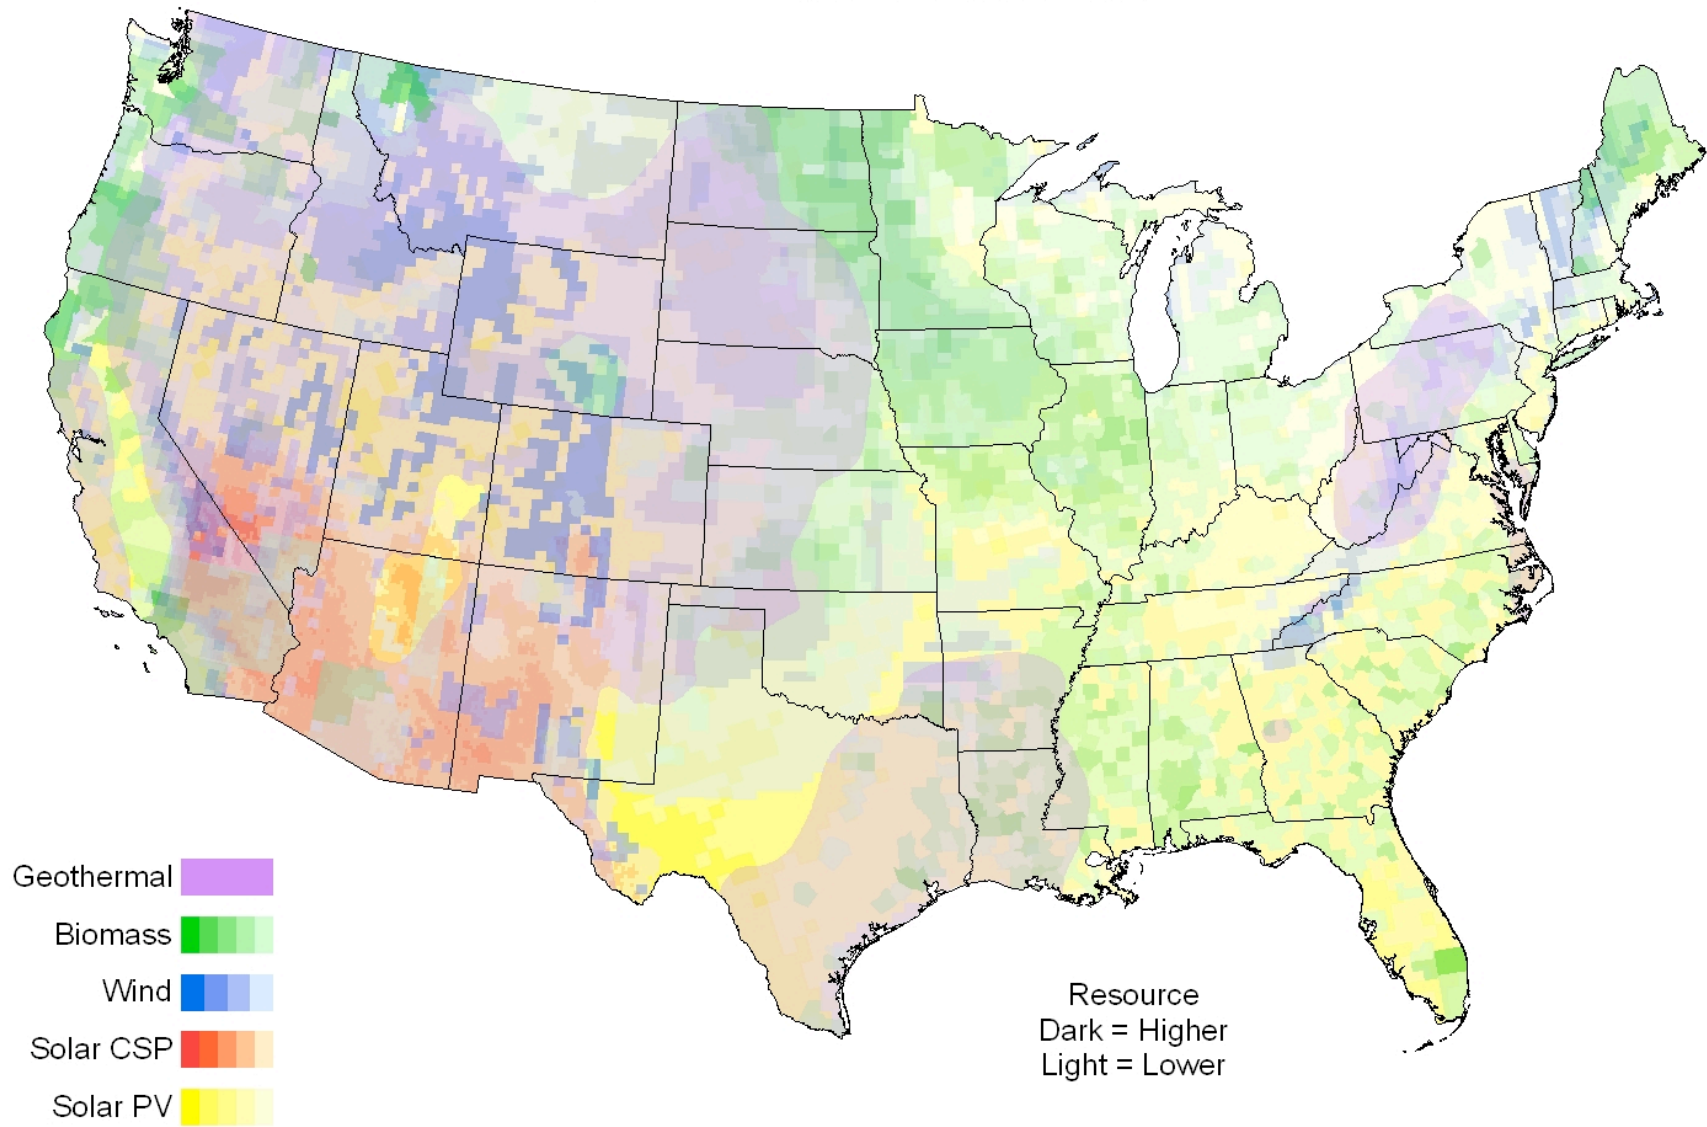 Geothermal
Biomass
Wind
Solar CSP
Solar PV
Resource
Dark = Higher
Light = Lower